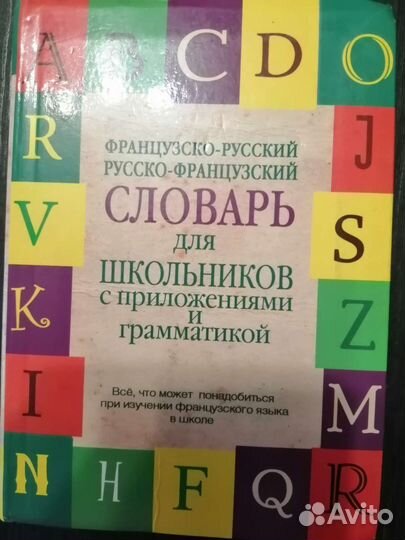 A B C D O
R J
ФРАНЦУЗСКО-РУССКИЙ
РУССКО-ФРАНЦУЗСКИЙ
СЛОВАРЬ
V S
для
ШКОЛЬНИКОВ
с приложениями
K Z
и
грамматикой
Всё, что может понадобиться
при изучении французского языка
в школе
I M
N H F Q R
Avito